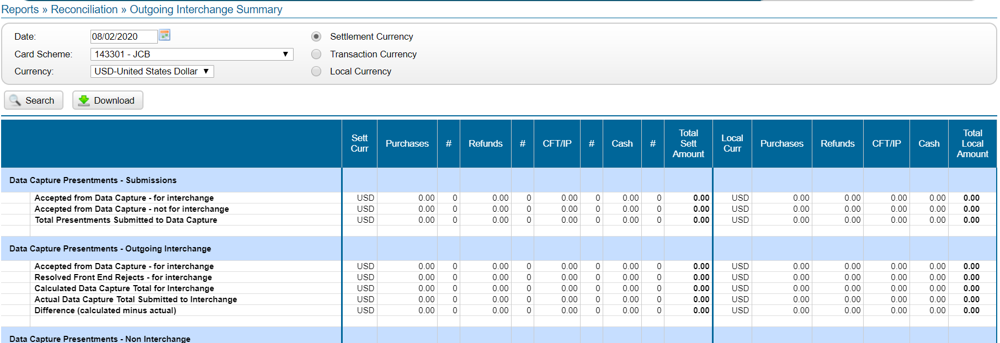 Reports » Reconciliation » Outgoing Interchange Summary
Date: 08/02/2020 Settlement Currency
Card Scheme: 143301 - JCB ▼ Transaction Currency
Currency: USD-United States Dollar ▼ Local Currency
Search Download
Sett Curr Purchases # Refunds # CFT/IP # Cash # Total Sett Amount Local Curr Purchases Refunds CFT/IP Cash Total Local Amount
Data Capture Presentments - Submissions
Accepted from Data Capture - for interchange USD 0.00 0 0.00 0 0.00 0 0.00 0 0.00 USD 0.00 0.00 0.00 0.00 0.00
Accepted from Data Capture - not for interchange USD 0.00 0 0.00 0 0.00 0 0.00 0 0.00 USD 0.00 0.00 0.00 0.00 0.00
Total Presentments Submitted to Data Capture USD 0.00 0 0.00 0 0.00 0 0.00 0 0.00 USD 0.00 0.00 0.00 0.00 0.00
Data Capture Presentments - Outgoing Interchange
Accepted from Data Capture - for interchange USD 0.00 0 0.00 0 0.00 0 0.00 0 0.00 USD 0.00 0.00 0.00 0.00 0.00
Resolved Front End Rejects - for interchange USD 0.00 0 0.00 0 0.00 0 0.00 0 0.00 USD 0.00 0.00 0.00 0.00 0.00
Calculated Data Capture Total for Interchange USD 0.00 0 0.00 0 0.00 0 0.00 0 0.00 USD 0.00 0.00 0.00 0.00 0.00
Actual Data Capture Total Submitted to Interchange USD 0.00 0 0.00 0 0.00 0 0.00 0 0.00 USD 0.00 0.00 0.00 0.00 0.00
Difference (calculated minus actual) USD 0.00 0 0.00 0 0.00 0 0.00 0 0.00 USD 0.00 0.00 0.00 0.00 0.00
Data Capture Presentments - Non Interchange